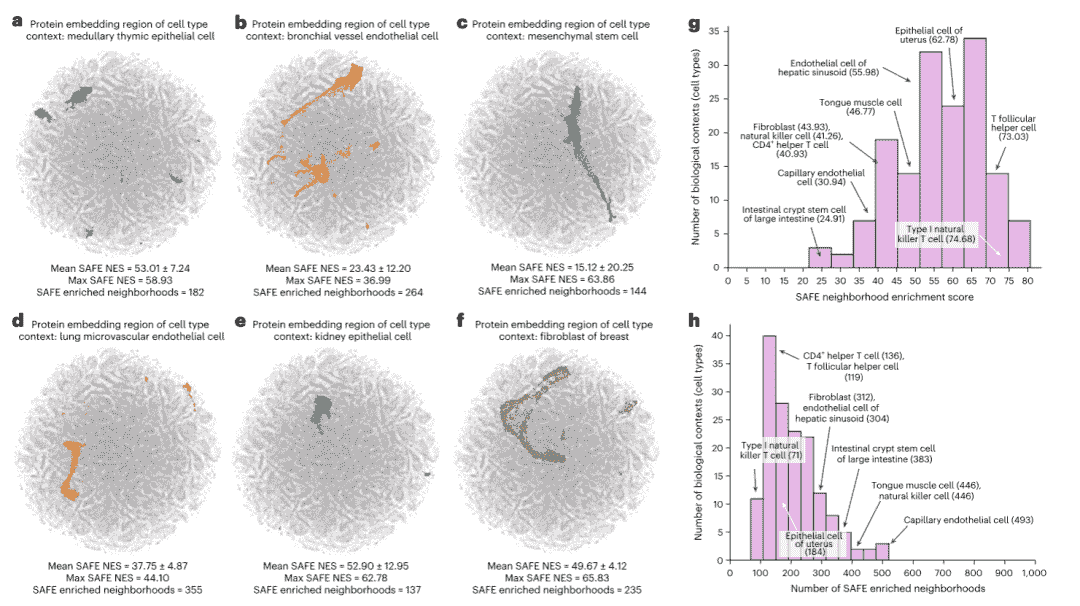 a
Protein embedding region of cell type
context: medullary thymic epithelial cell
Mean SAFE NES = 53.01 ± 7.24
Max SAFE NES = 58.93
SAFE enriched neighborhoods = 182
b
Protein embedding region of cell type
context: bronchial vessel endothelial cell
Mean SAFE NES = 23.43 ± 12.20
Max SAFE NES = 36.99
SAFE enriched neighborhoods = 264
c
Protein embedding region of cell type
context: mesenchymal stem cell
Mean SAFE NES = 15.12 ± 20.25
Max SAFE NES = 63.86
SAFE enriched neighborhoods = 144
d
Protein embedding region of cell type
context: lung microvascular endothelial cell
Mean SAFE NES = 37.75 ± 4.87
Max SAFE NES = 44.10
SAFE enriched neighborhoods = 355
e
Protein embedding region of cell type
context: kidney epithelial cell
Mean SAFE NES = 52.90 ± 12.95
Max SAFE NES = 62.78
SAFE enriched neighborhoods = 137
f
Protein embedding region of cell type
context: fibroblast of breast
Mean SAFE NES = 49.67 ± 4.12
Max SAFE NES = 65.83
SAFE enriched neighborhoods = 235
g
Number of biological contexts (cell types)
35
30
25
20
15
10
5
0
Epithelial cell of
uterus (62.78)
Endothelial cell of
hepatic sinusoid (55.98)
Tongue muscle cell
(46.77)
T follicular
helper cell
(73.03)
Fibroblast (43.93),
natural killer cell (41.26),
CD4⁺ helper T cell
(40.93)
Capillary endothelial
cell (30.94)
Intestinal crypt stem cell
of large intestine (24.91)
Type I natural
killer T cell (74.68)
0 5 10 15 20 25 30 35 40 45 50 55 60 65 70 75 80
SAFE neighborhood enrichment score
h
Number of biological contexts (cell types)
40
35
30
25
20
15
10
5
0
CD4⁺ helper T cell (136),
T follicular helper cell
(119)
Fibroblast (312),
endothelial cell of
hepatic sinusoid (304)
Type I natural
killer T cell (71)
Intestinal crypt stem cell
of large intestine (383)
Tongue muscle cell (446),
natural killer cell (446)
Capillary endothelial cell (493)
Epithelial cell
of uterus
(184)
0 100 200 300 400 500 600 700 800 900 1,000
Number of SAFE enriched neighborhoods